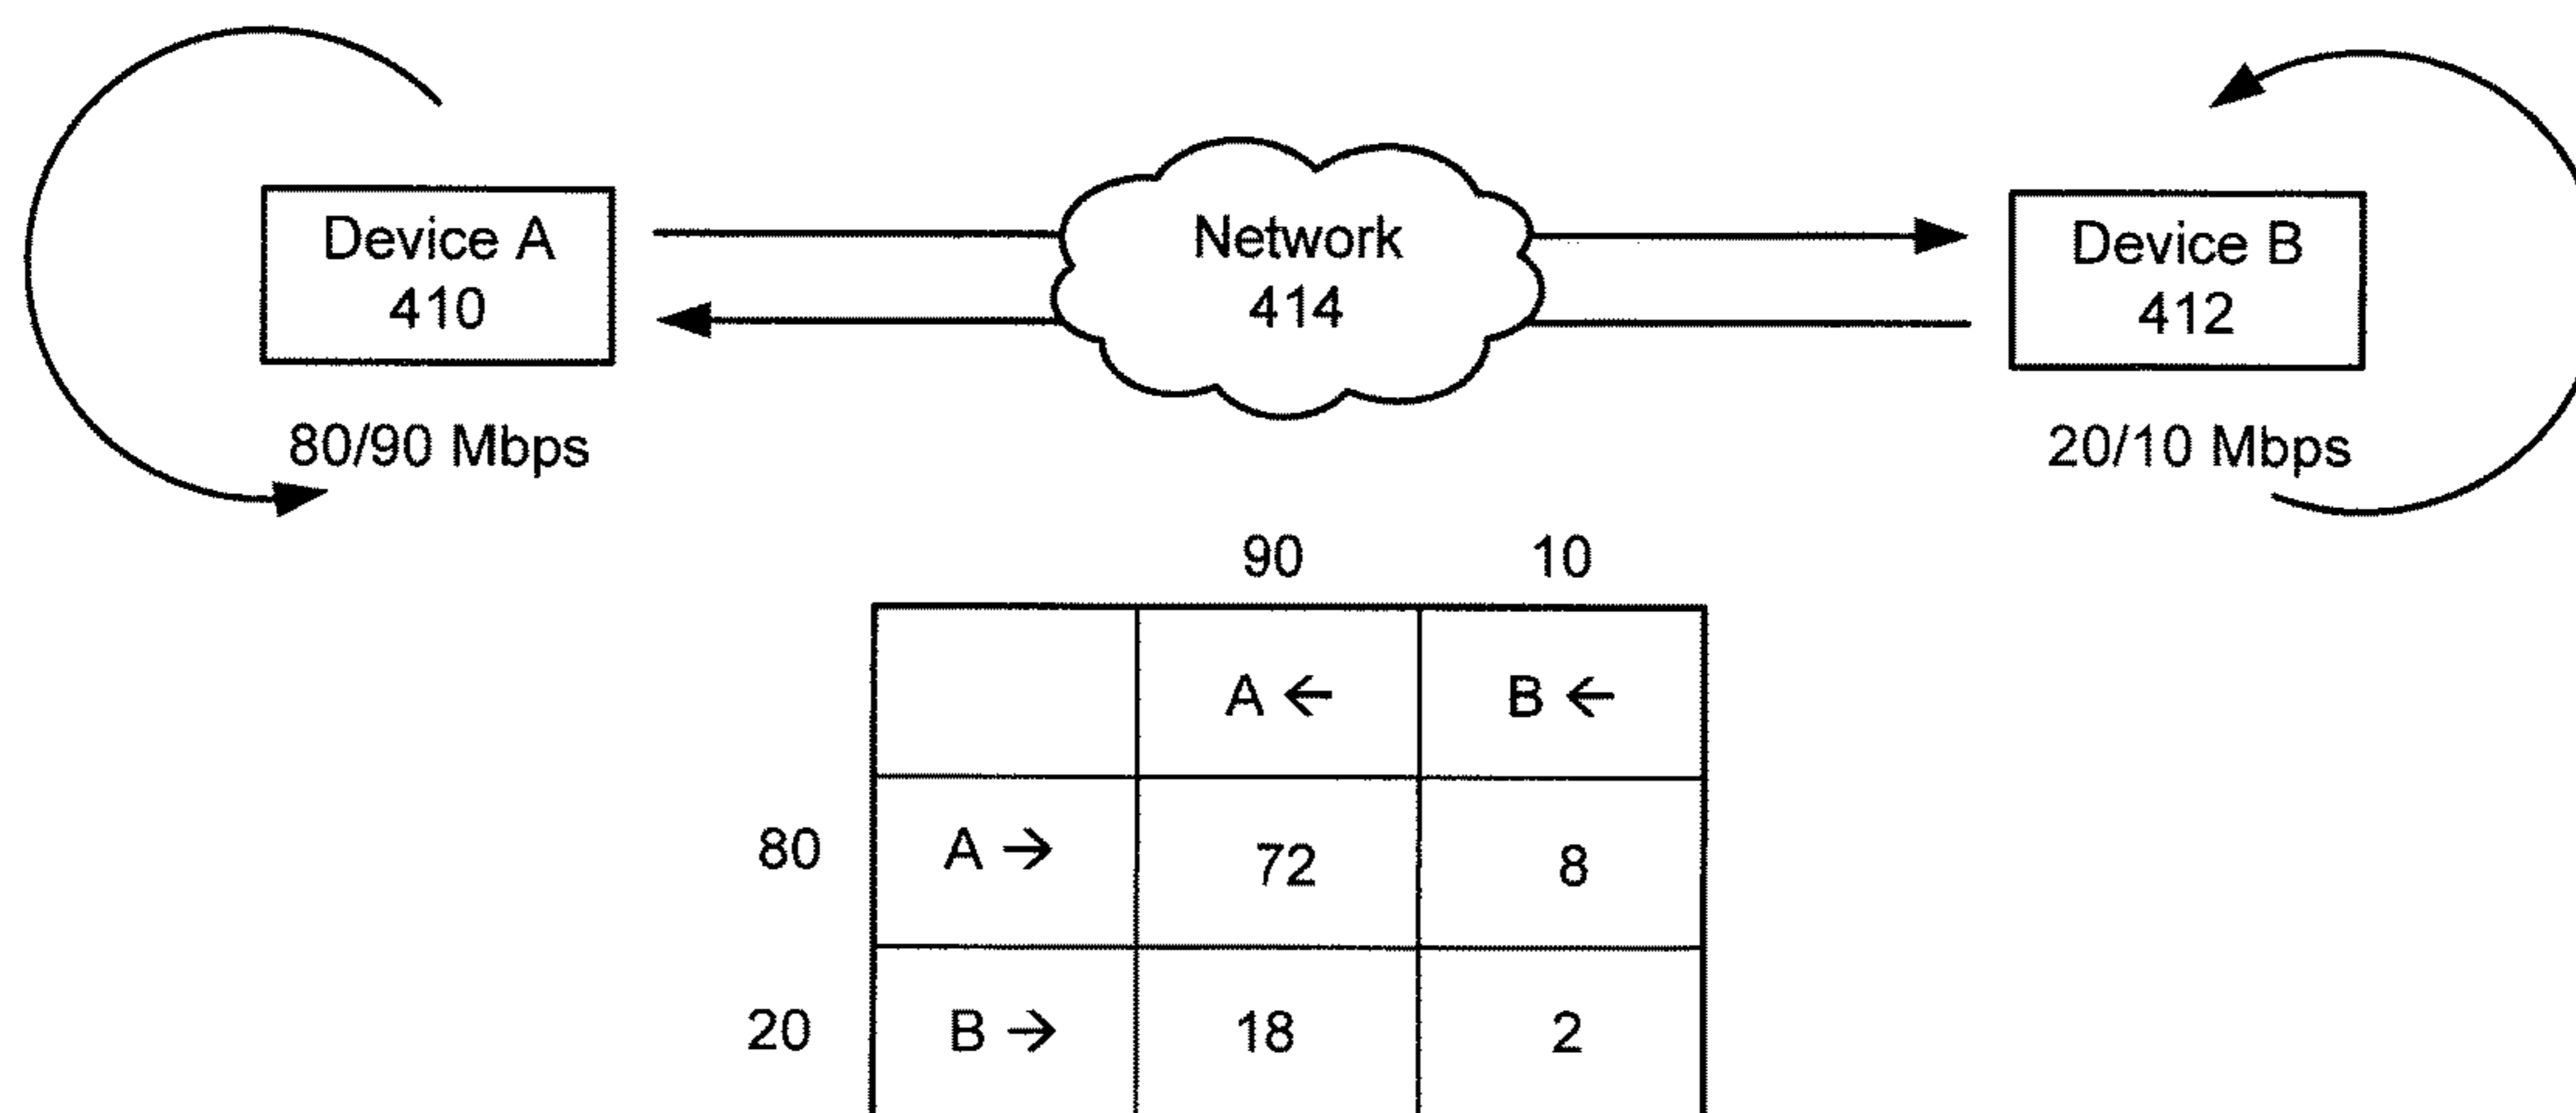 Device A
410
Network
414
Device B
412
80/90 Mbps
20/10 Mbps
90 10
A ← B ←
80 A → 72 8
20 B → 18 2